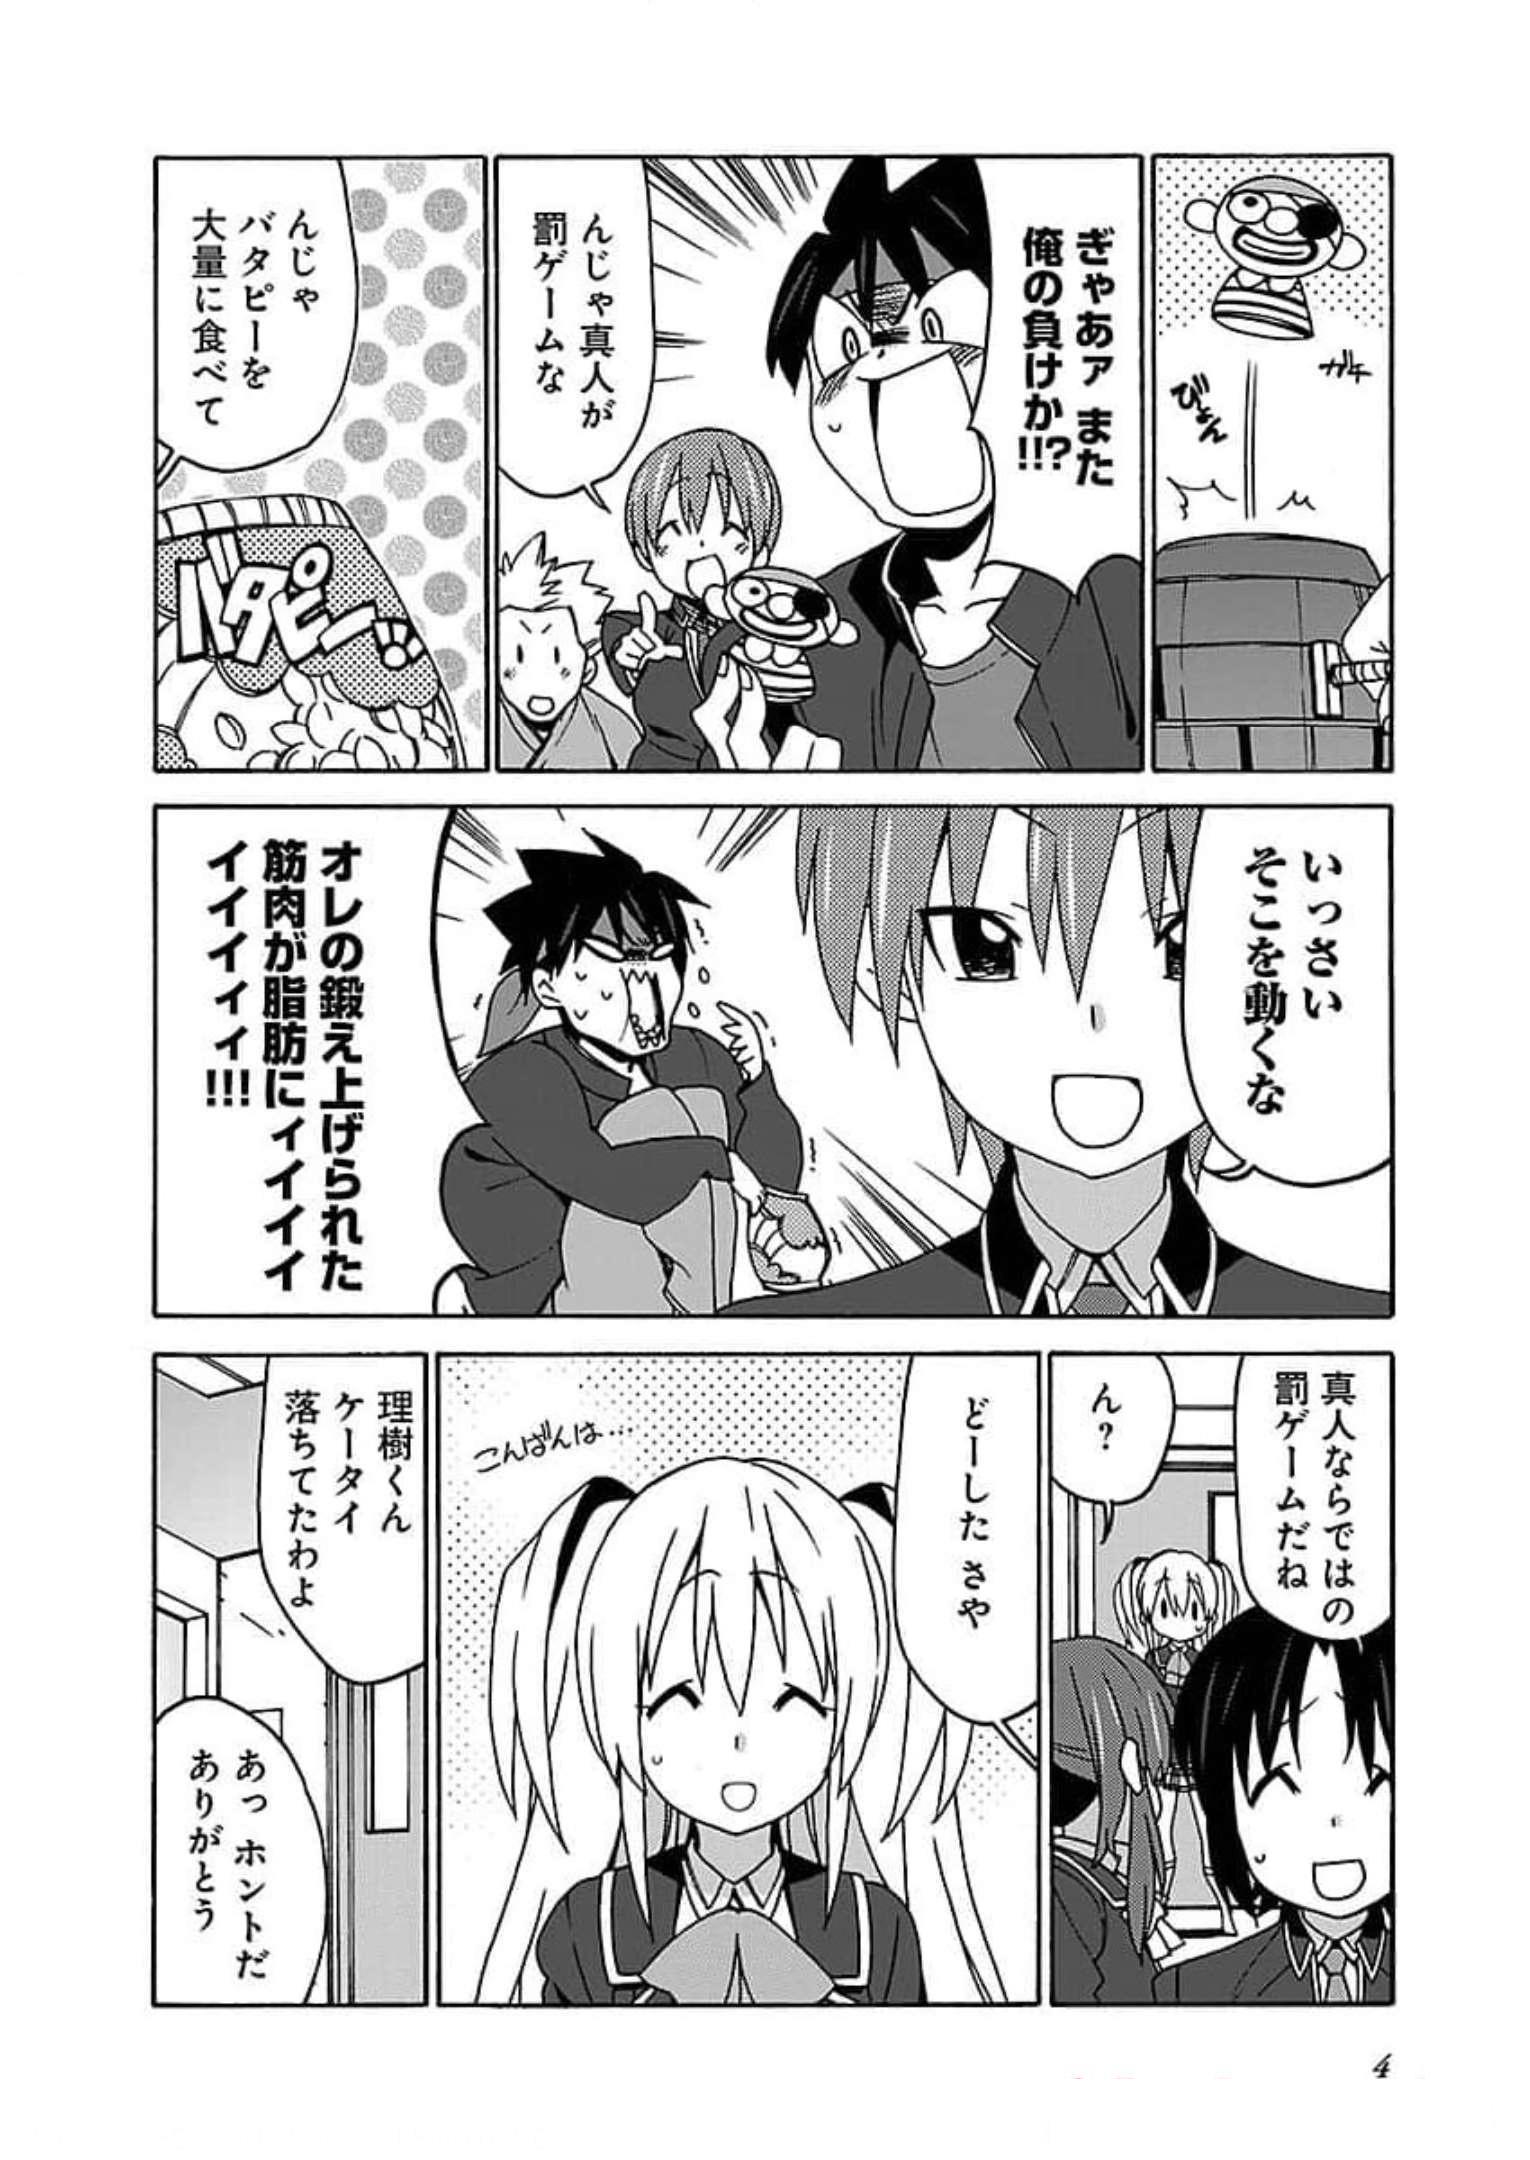 ガチ
びょん
ぎゃあァ また
俺の負けか!!?
んじゃ真人が
罰ゲームな
んじゃ
バタピーを
大量に食べて
バタピー!!
いっさい
そこを動くな
オレの鍛え上げられた
筋肉が脂肪にィイイイ
イイイィィ!!!
真人ならではの
罰ゲームだね
ん?
どーした さや
こんばんは…
理樹くん
ケータイ
落ちてたわよ
あっ ホントだ
ありがとう
4